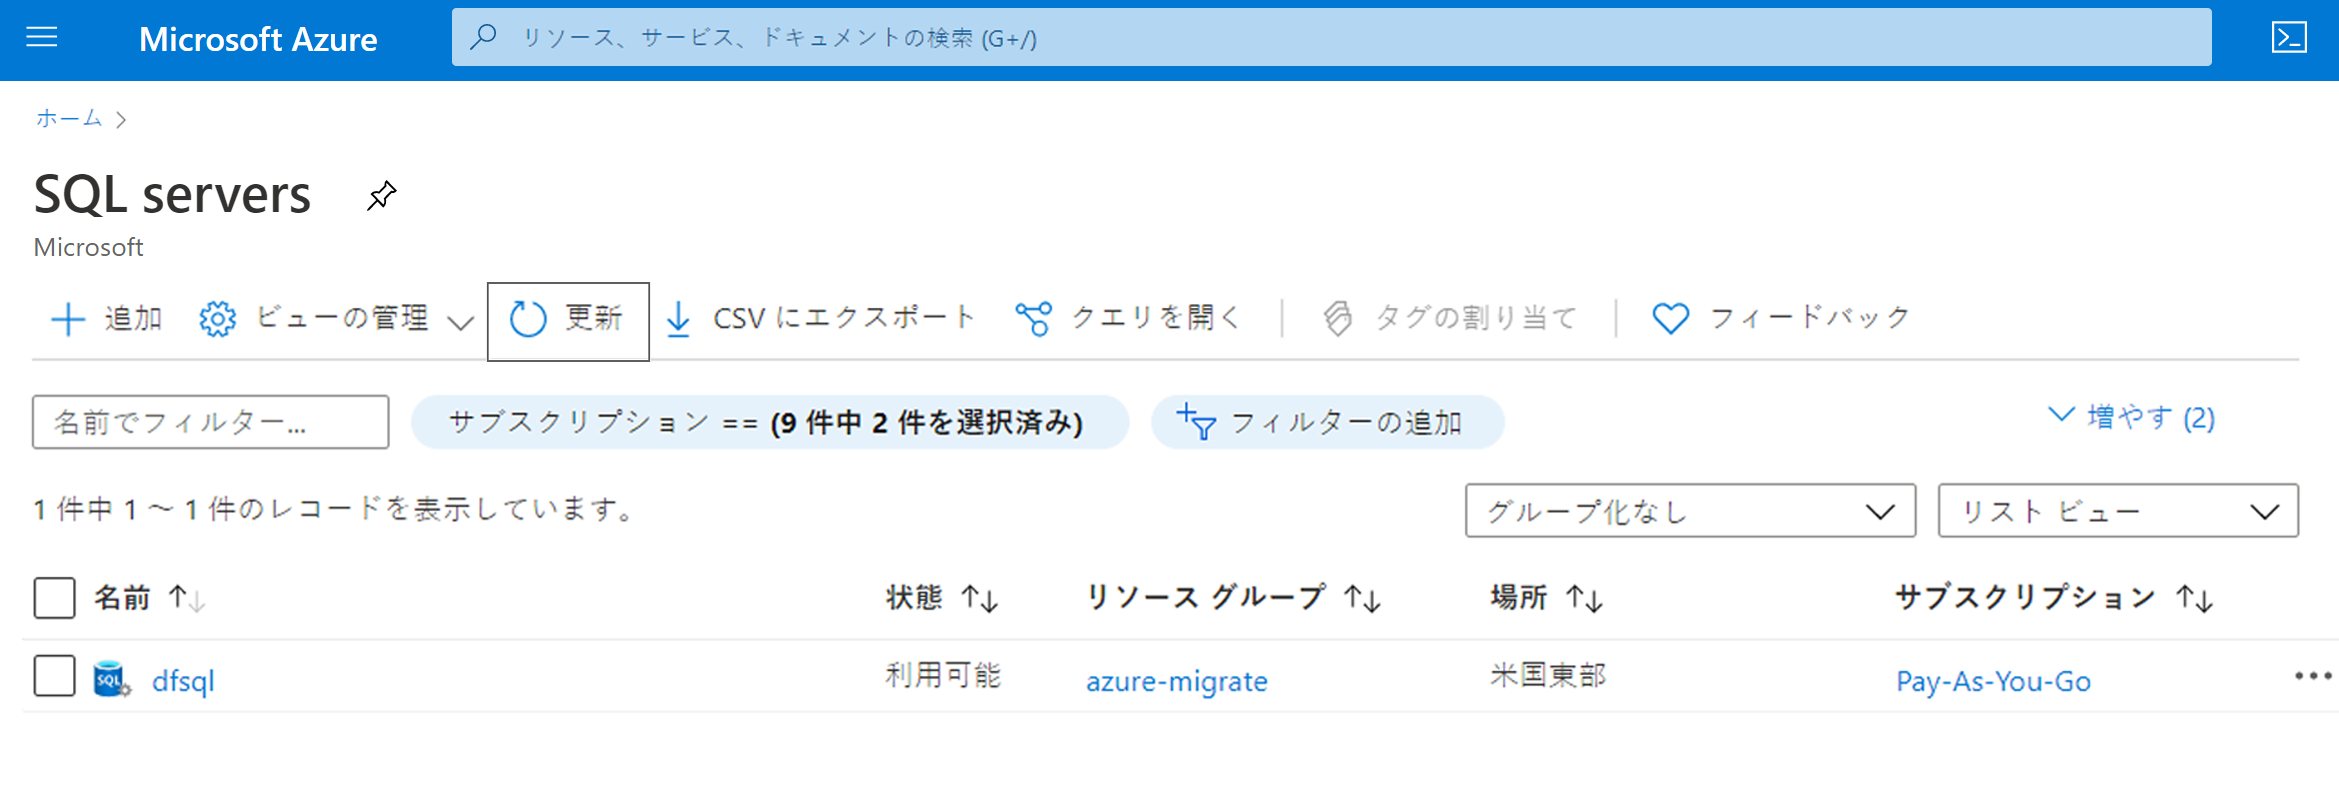 Microsoft Azure
リソース、サービス、ドキュメントの検索 (G+/)
ホーム
SQL servers
Microsoft
追加 ビューの管理 更新 CSV にエクスポート クエリを開く タグの割り当て フィードバック
名前でフィルター... サブスクリプション == (9 件中 2 件を選択済み) フィルターの追加 増やす (2)
1 件中 1 ～ 1 件のレコードを表示しています。 グループ化なし リスト ビュー
名前 ↑↓ 状態 ↑↓ リソース グループ ↑↓ 場所 ↑↓ サブスクリプション ↑↓
SQL dfsql 利用可能 azure-migrate 米国東部 Pay-As-You-Go •••